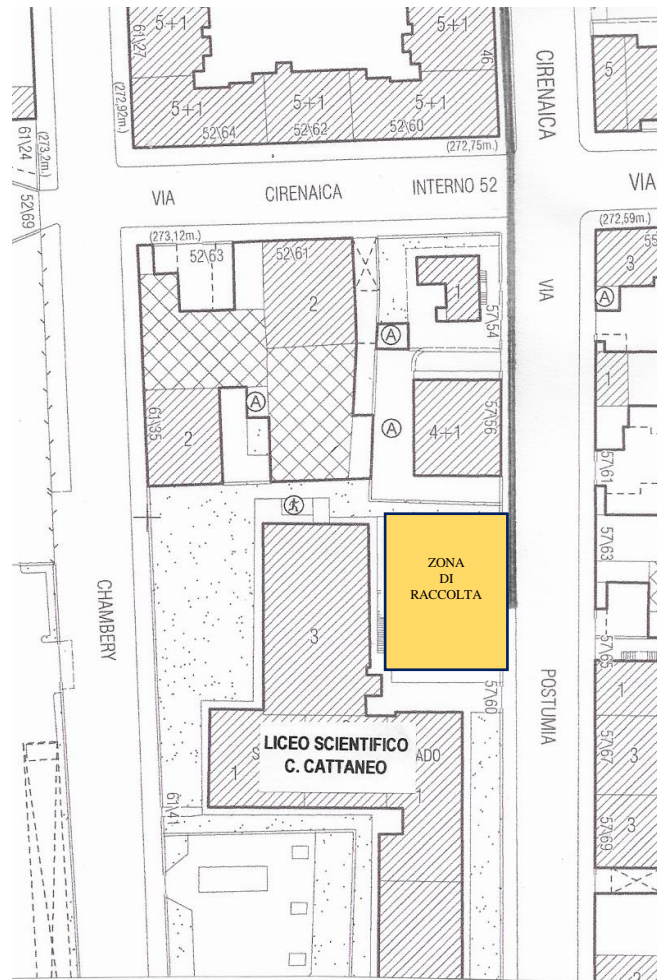 61\27
5+1
5+1
46
CIRENAICA
5
(272,92m.)
5+1
5+1
5+1
52\64
52\62
52\60
61\24
(273,2m.)
(272,75m.)
52\69
VIA
CIRENAICA
INTERNO 52
VIA
(272,59m.)
(273,12m.)
52\63
52\61
55
3
VIA
2
1
57\54
A
A
1
61\35
A
2
A
4+1
57\56
57\61
ZONA
DI
RACCOLTA
57\63
CHAMBERY
3
57\65
57\60
1
POSTUMIA
LICEO SCIENTIFICO
C. CATTANEO
S
ADO
57\67
3
1
1
61\41
57\69
3
2